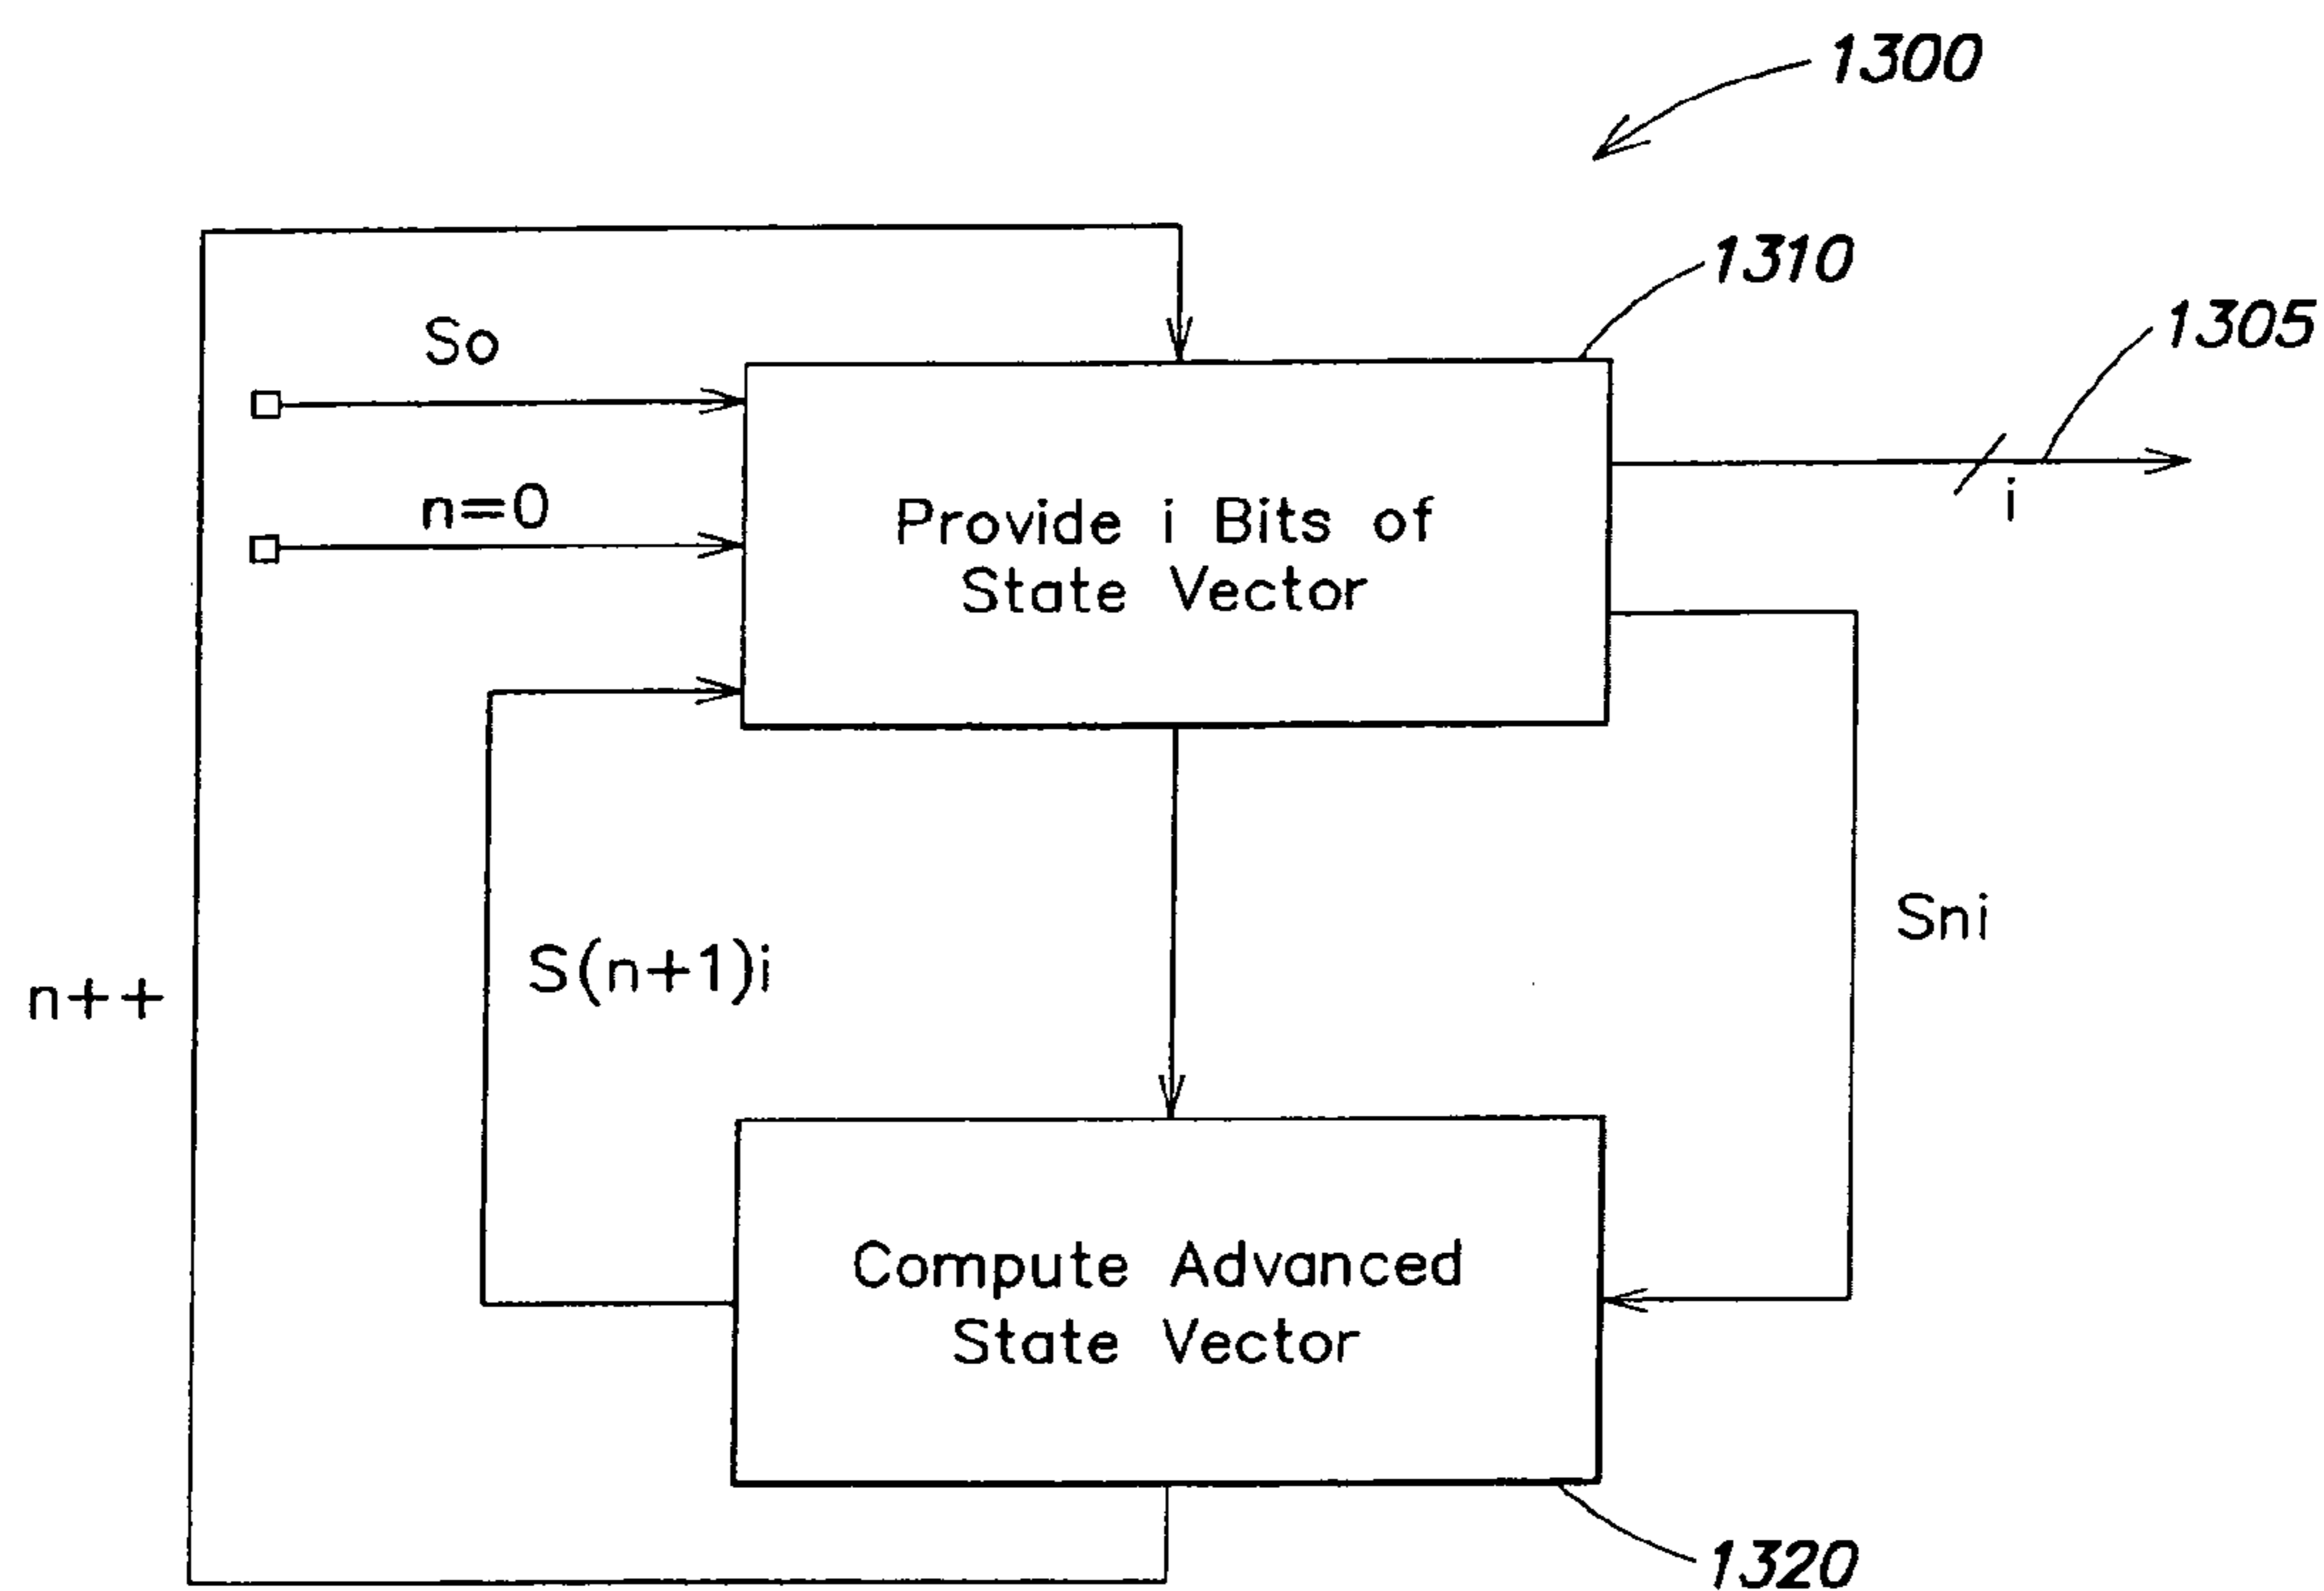 1300
1310
1305
So
n=0
i
Provide i Bits of
State Vector
Sni
S(n+1)i
n++
Compute Advanced
State Vector
1320